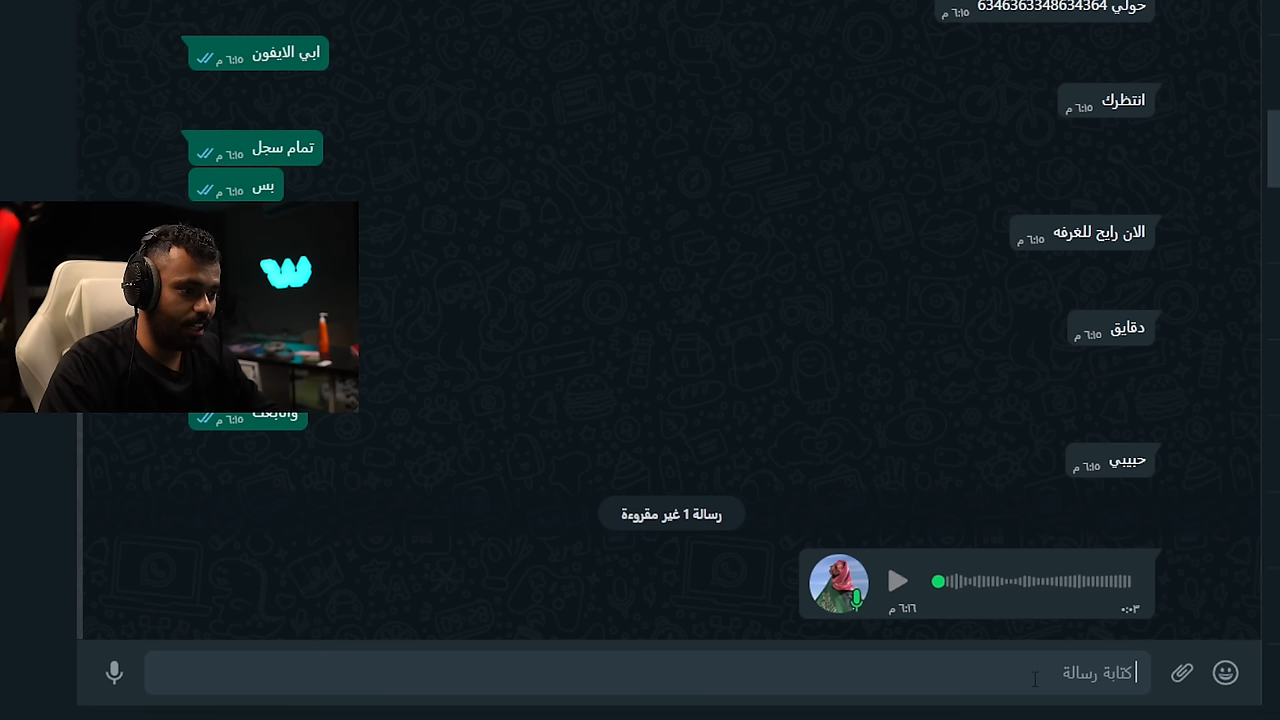 حولي 6346363348634364 ٦:١٥ م
ابي الايفون ٦:١٥ م
انتظرك ٦:١٥ م
تمام سجل ٦:١٥ م
بس ٦:١٥ م
الان رايح للغرفه ٦:١٥ م
دقايق ٦:١٥ م
٦:١٥ م
حبيبي ٦:١٥ م
رسالة 1 غير مقروءة
٦:١٦ م
٠:٠٣
كتابة رسالة